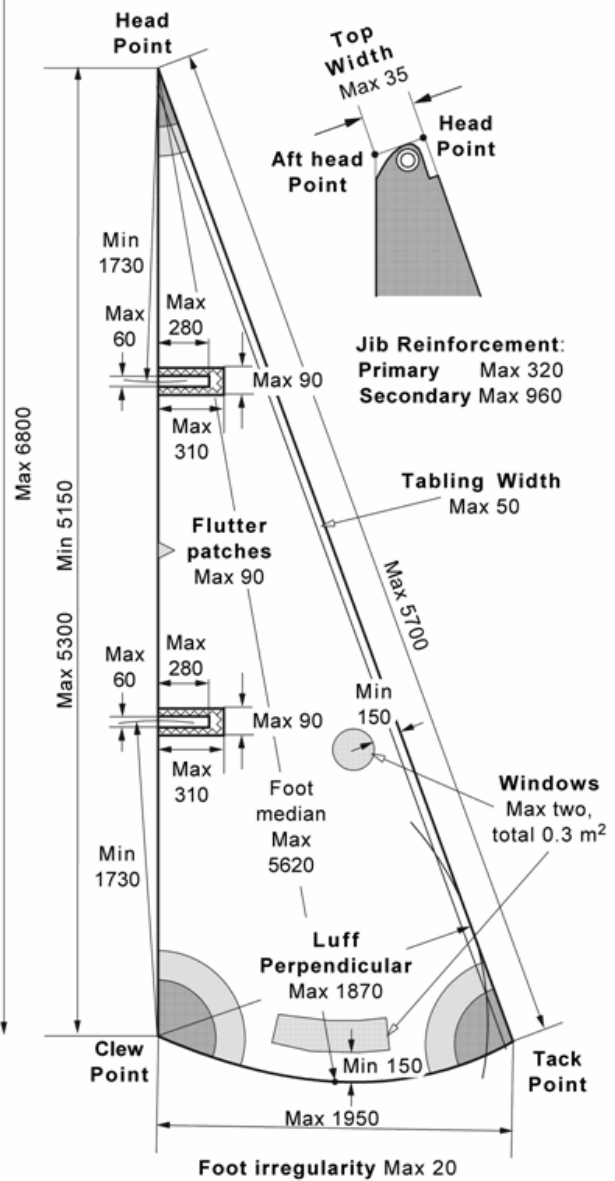 Head
Point
Top
Width
Max 35
Head
Point
Aft head
Point
Min
1730
Max
60
Max
280
Max 90
Max
310
Jib Reinforcement:
Primary Max 320
Secondary Max 960
Max 6800
Max 5300 Min 5150
Tabling Width
Max 50
Flutter
patches
Max 90
Max 5700
Max
60
Max
280
Max 90
Max
310
Min
150
Windows
Max two,
total 0.3 m²
Foot
median
Max
5620
Min
1730
Luff
Perpendicular
Max 1870
Clew
Point
Min 150
Tack
Point
Max 1950
Foot irregularity Max 20